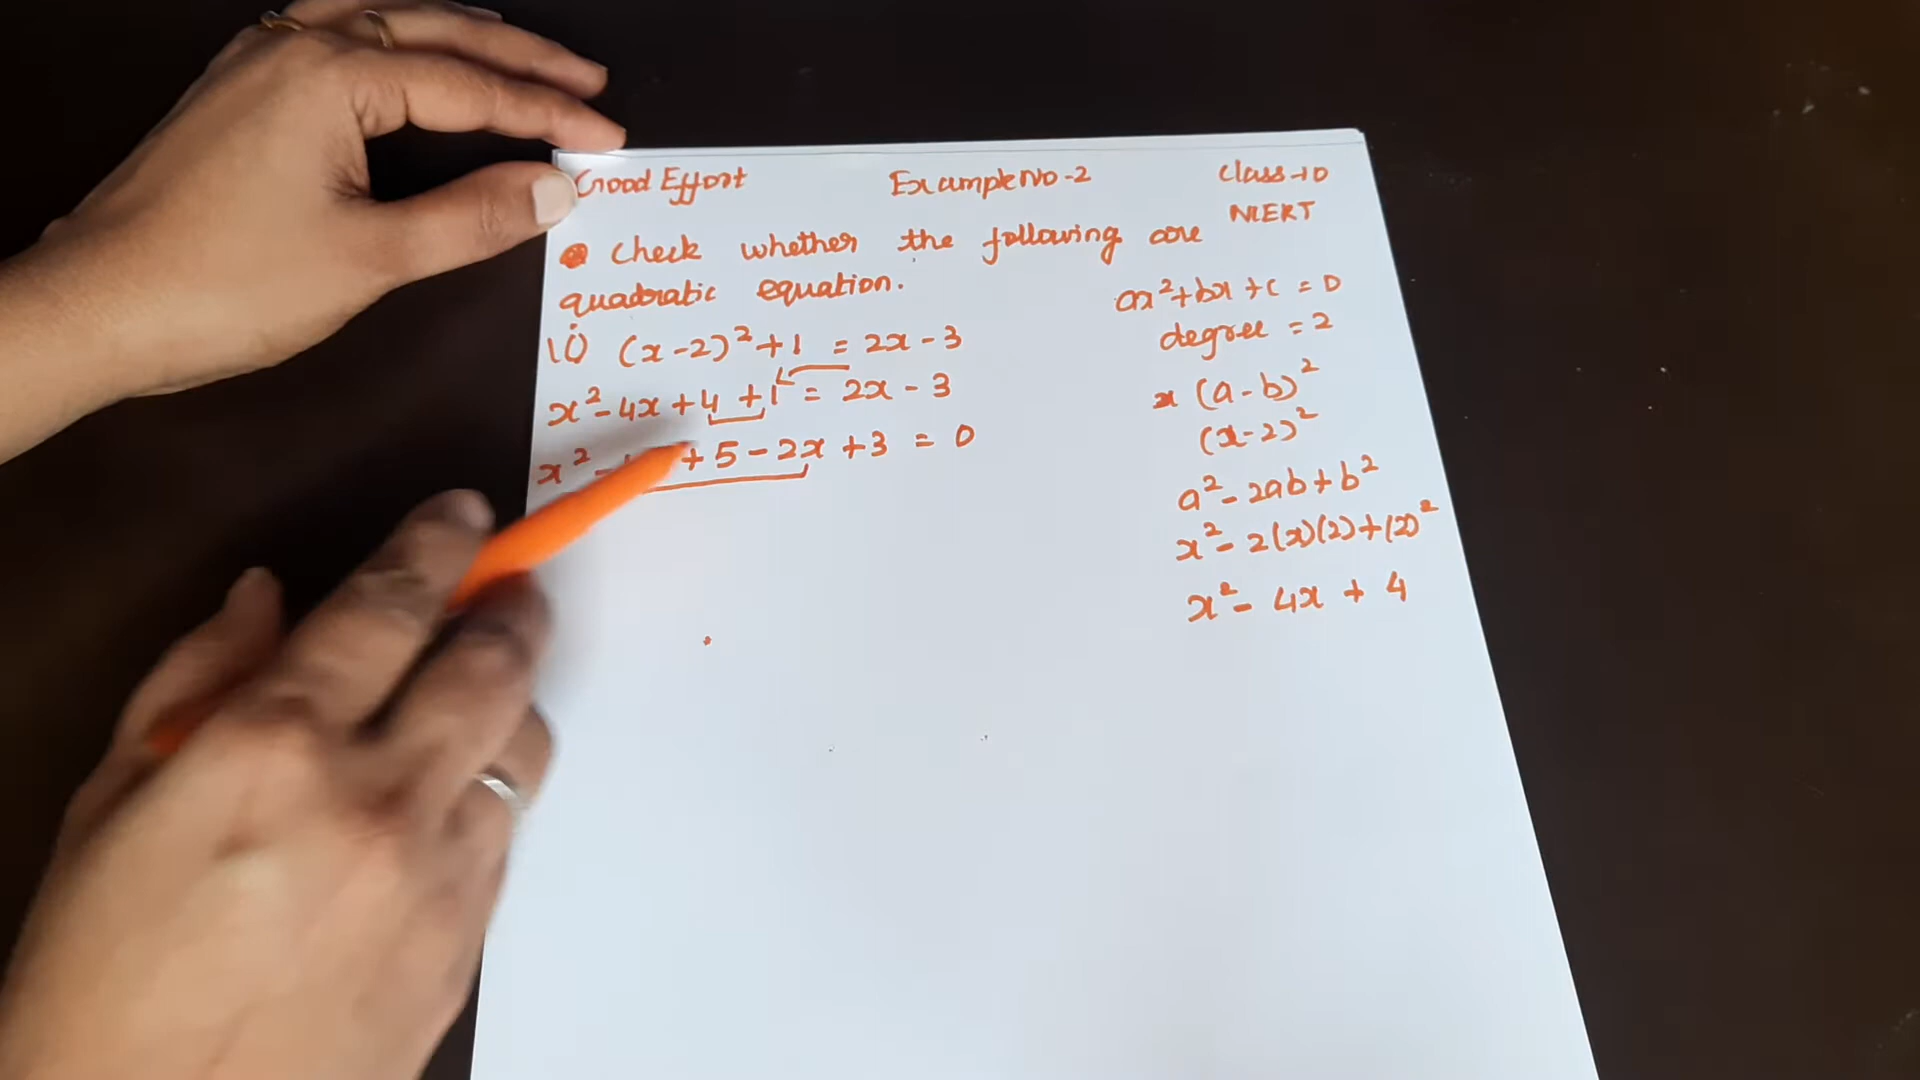 Good Effort Example No-2 Class-10
NCERT
Check whether the following are
quadratic equation.
(i) (x-2)² + 1 = 2x - 3
x² - 4x + 4 + 1 = 2x - 3
x² - + 5 - 2x + 3 = 0
ax² + bx + c = 0
degree = 2
(a - b)²
(x - 2)²
a² - 2ab + b²
x² - 2(x)(2) + (2)²
x² - 4x + 4